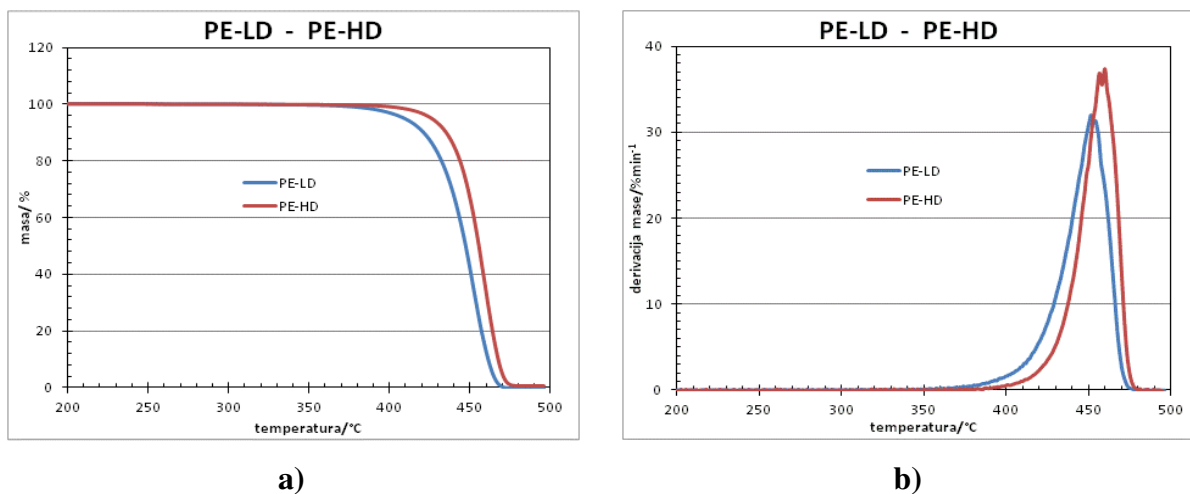 PE-LD - PE-HD
120
100
80
60
40
20
0
masa/ %
PE-LD
PE-HD
200 250 300 350 400 450 500
temperatura/°C
a)
PE-LD - PE-HD
40
30
20
10
0
derivacija mase/%min⁻¹
PE-LD
PE-HD
200 250 300 350 400 450 500
temperatura/°C
b)